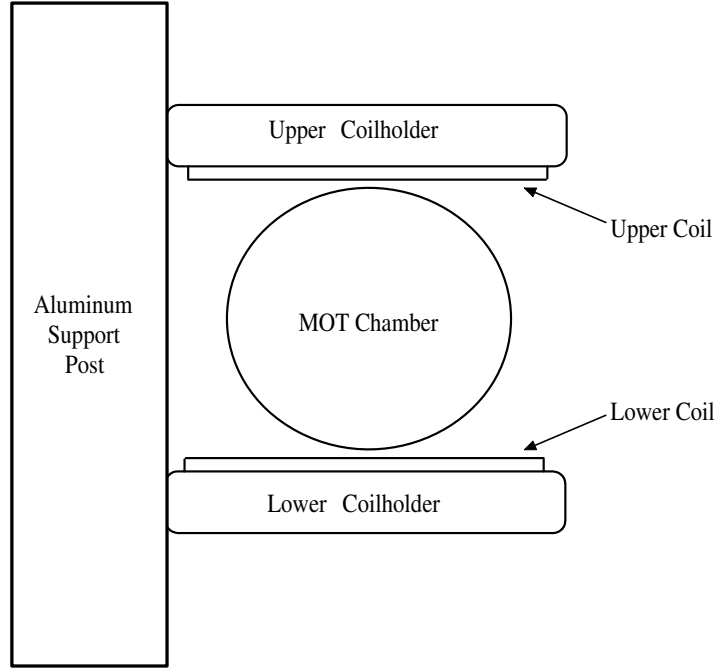 Upper Coilholder
Upper Coil
Aluminum
Support
Post
MOT Chamber
Lower Coil
Lower Coilholder